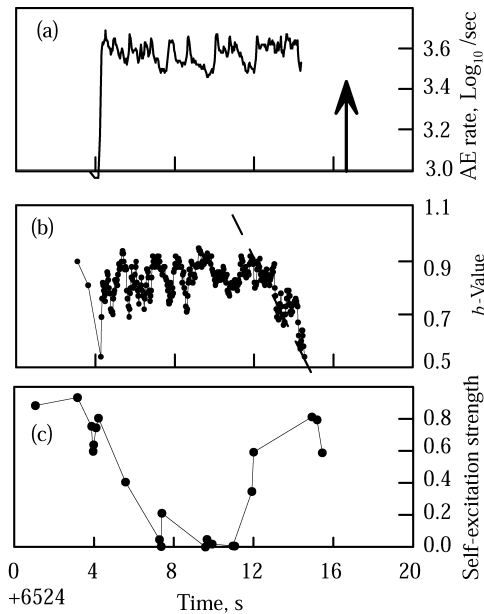 (a)
3.6
3.4
3.2
3.0
AE rate, Log10 /sec
(b)
1.1
0.9
0.7
0.5
b-Value
(c)
0.8
0.6
0.4
0.2
0.0
Self-excitation strength
0 4 8 12 16 20
+6524
Time, s